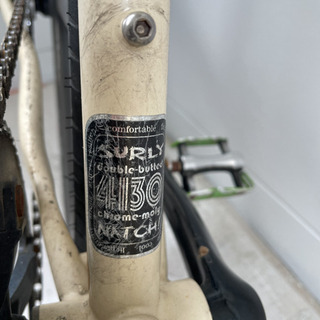 comfortable
SURLY
double-butted
4130
chrome-moly
NATCH!